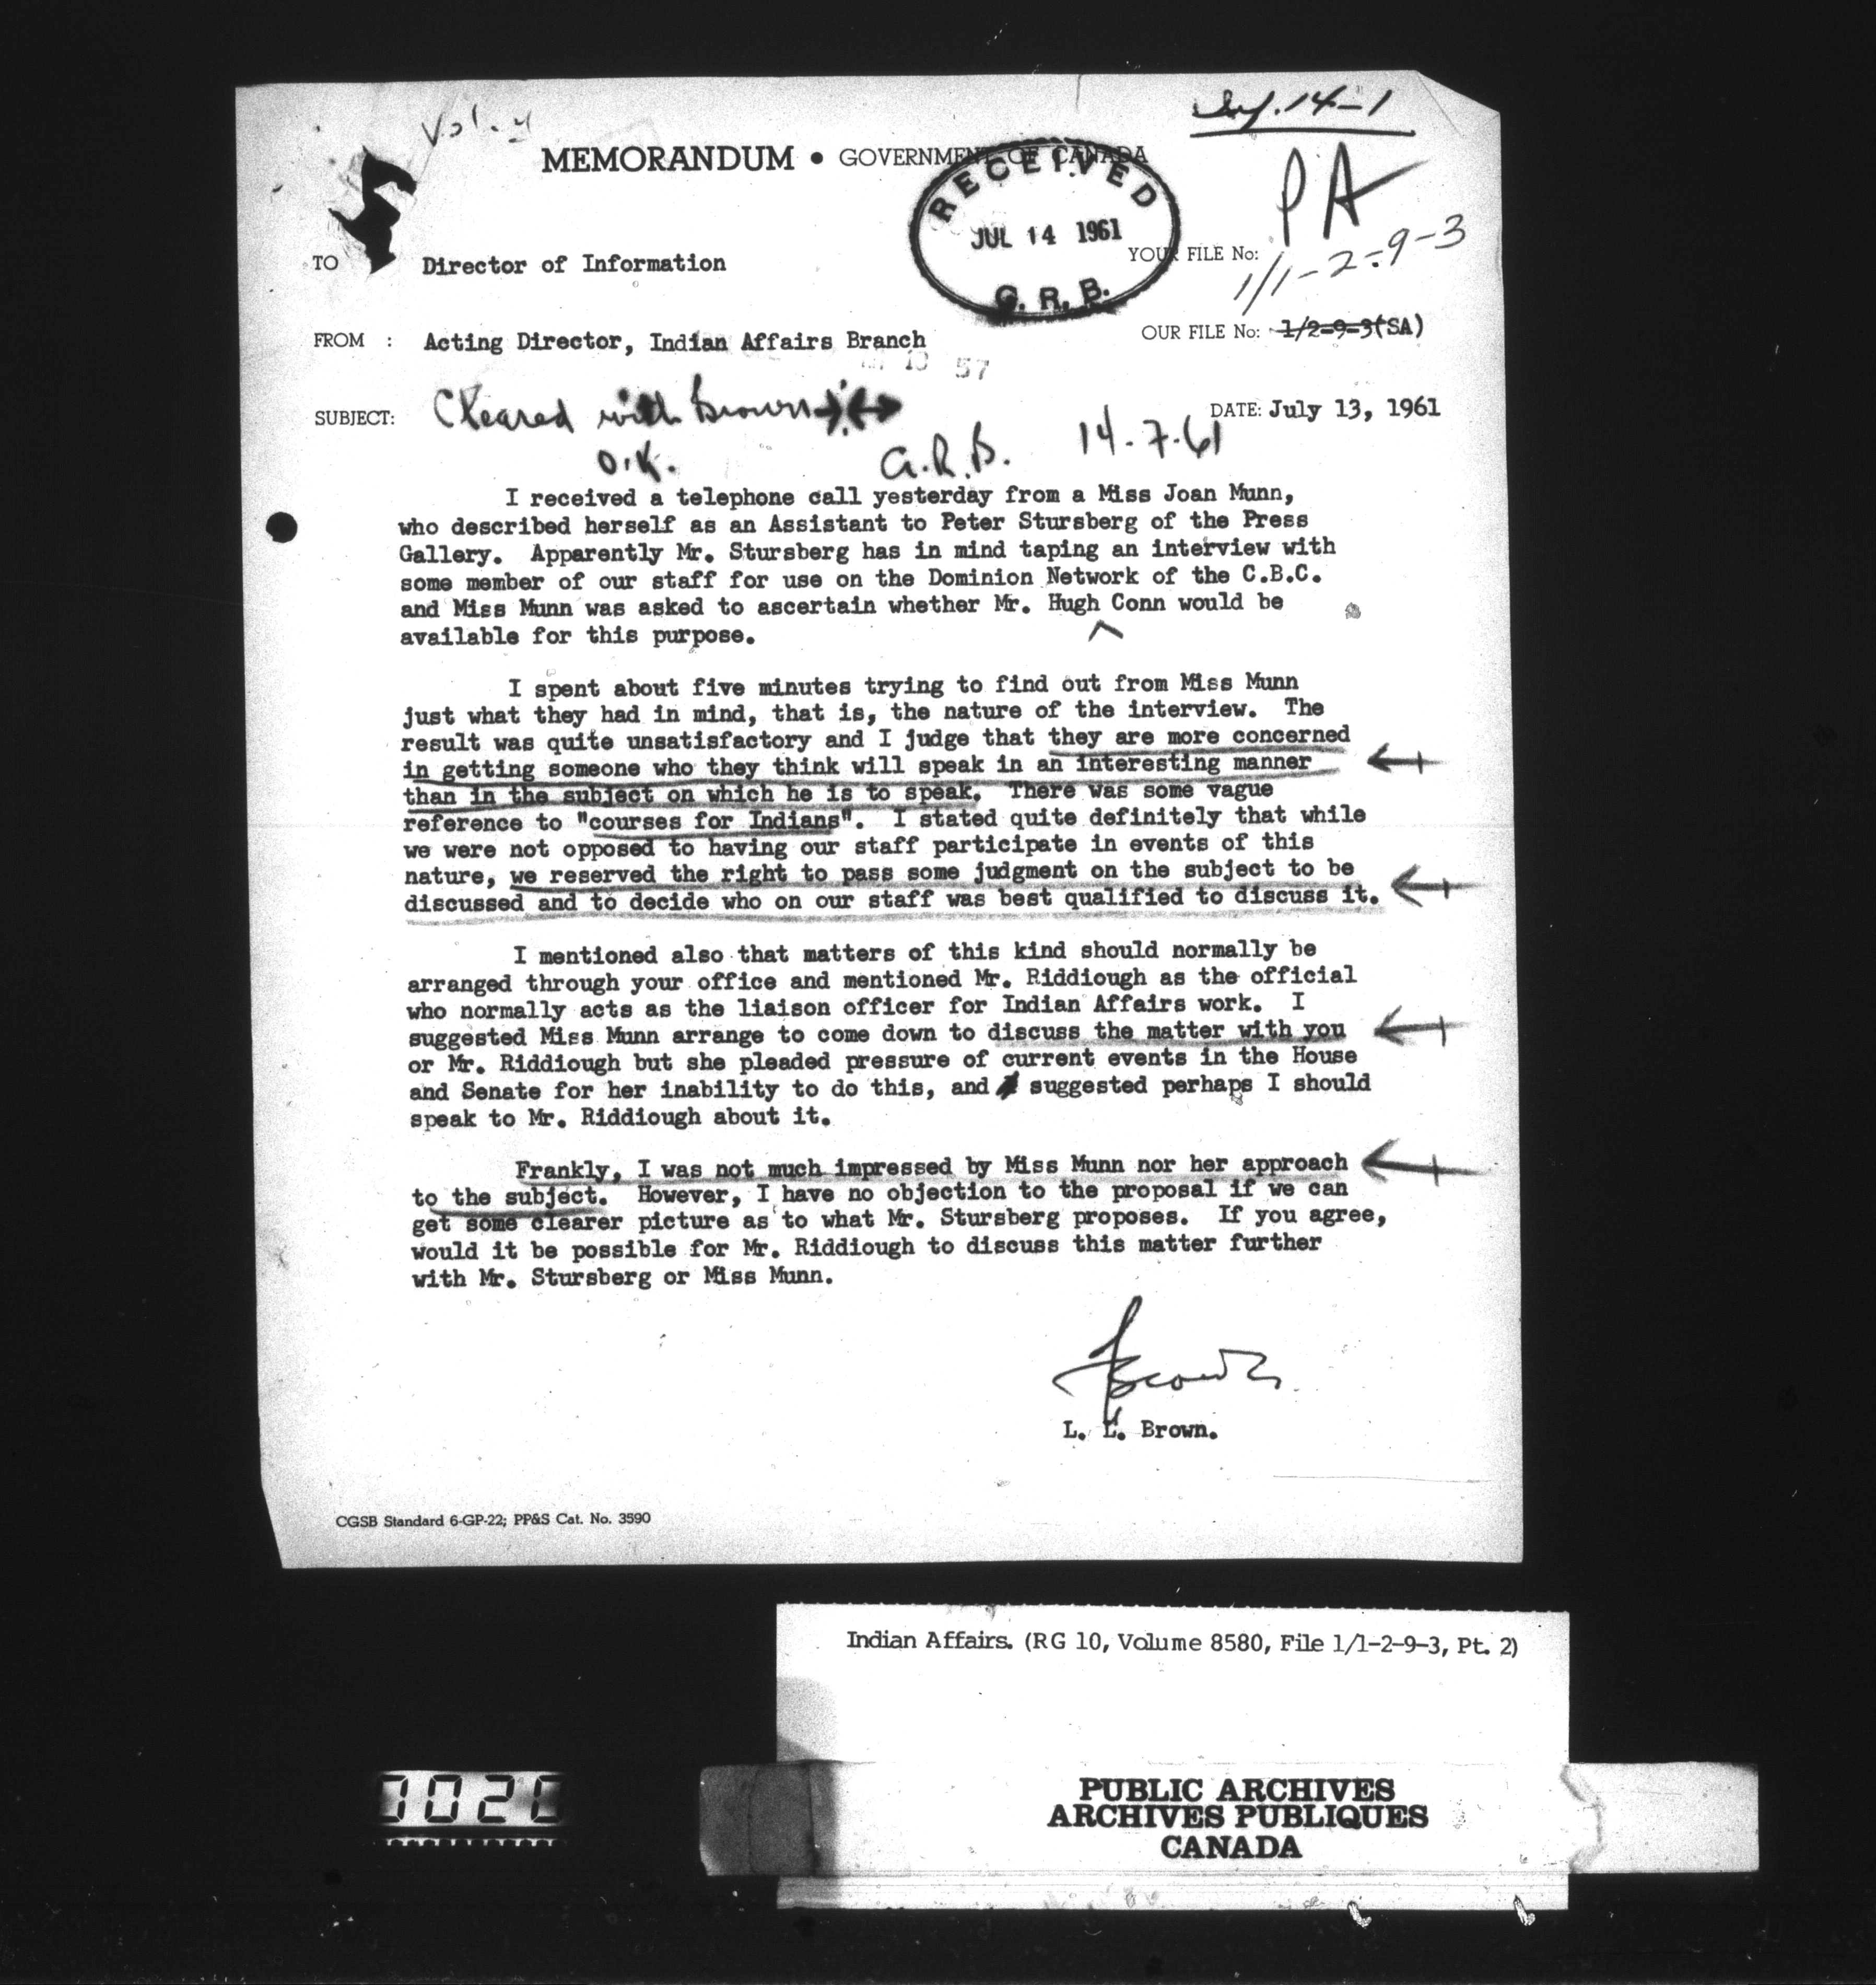 Vol. 4
14-1
MEMORANDUM • GOVERNMENT OF CANADA
RECEIVED
JUL 14 1961
C. R. B.
PA
YOUR FILE No:
1/1-2-9-3
TO Director of Information
FROM : Acting Director, Indian Affairs Branch
OUR FILE No: 1/2-9-3(SA)
10 57
SUBJECT: Cleared with Brown
DATE: July 13, 1961
O.K. G.R.B. 14-7-61
I received a telephone call yesterday from a Miss Joan Munn,
who described herself as an Assistant to Peter Stursberg of the Press
Gallery. Apparently Mr. Stursberg has in mind taping an interview with
some member of our staff for use on the Dominion Network of the C.B.C.
and Miss Munn was asked to ascertain whether Mr. Hugh Conn would be
available for this purpose.
I spent about five minutes trying to find out from Miss Munn
just what they had in mind, that is, the nature of the interview. The
result was quite unsatisfactory and I judge that they are more concerned
in getting someone who they think will speak in an interesting manner
than in the subject on which he is to speak. There was some vague
reference to "courses for Indians". I stated quite definitely that while
we were not opposed to having our staff participate in events of this
nature, we reserved the right to pass some judgment on the subject to be
discussed and to decide who on our staff was best qualified to discuss it.
I mentioned also that matters of this kind should normally be
arranged through your office and mentioned Mr. Riddiough as the official
who normally acts as the liaison officer for Indian Affairs work. I
suggested Miss Munn arrange to come down to discuss the matter with you
or Mr. Riddiough but she pleaded pressure of current events in the House
and Senate for her inability to do this, and suggested perhaps I should
speak to Mr. Riddiough about it.
Frankly, I was not much impressed by Miss Munn nor her approach
to the subject. However, I have no objection to the proposal if we can
get some clearer picture as to what Mr. Stursberg proposes. If you agree,
would it be possible for Mr. Riddiough to discuss this matter further
with Mr. Stursberg or Miss Munn.
L. L. Brown.
CGSB Standard 6-GP-22; PP&S Cat. No. 3590
Indian Affairs. (RG 10, Volume 8580, File 1/1-2-9-3, Pt. 2)
PUBLIC ARCHIVES
ARCHIVES PUBLIQUES
CANADA